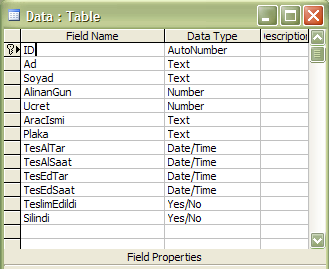 Data : Table
Field Name Data Type Description
ID AutoNumber
Ad Text
Soyad Text
AlinanGun Number
Ucret Number
AracIsmi Text
Plaka Text
TesAlTar Date/Time
TesAlSaat Date/Time
TesEdTar Date/Time
TesEdSaat Date/Time
TeslimEdildi Yes/No
Silindi Yes/No
Field Properties